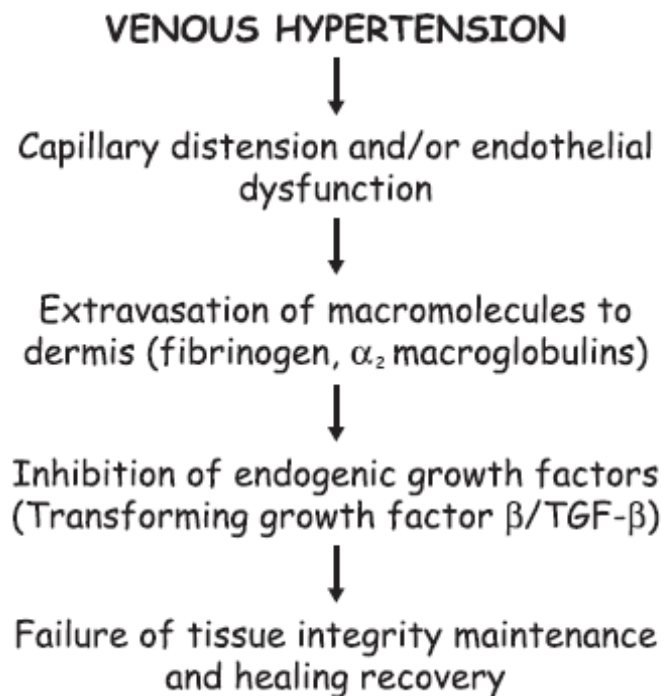 VENOUS HYPERTENSION
Capillary distension and/or endothelial
dysfunction
Extravasation of macromolecules to
dermis (fibrinogen, α₂ macroglobulins)
Inhibition of endogenic growth factors
(Transforming growth factor β/TGF-β)
Failure of tissue integrity maintenance
and healing recovery